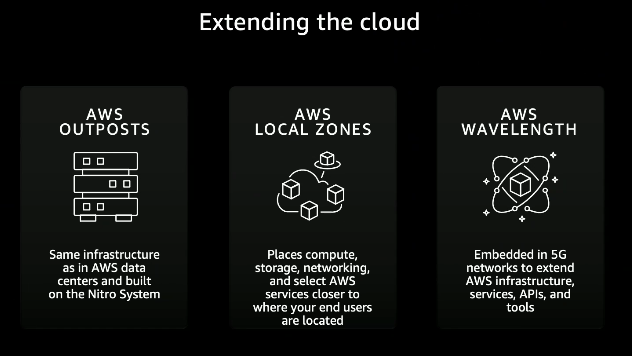 Extending the cloud
AWS
OUTPOSTS
Same infrastructure
as in AWS data
centers and built
on the Nitro System
AWS
LOCAL ZONES
Places compute,
storage, networking,
and select AWS
services closer to
where your end users
are located
AWS
WAVELENGTH
Embedded in 5G
networks to extend
AWS infrastructure,
services, APIs, and
tools